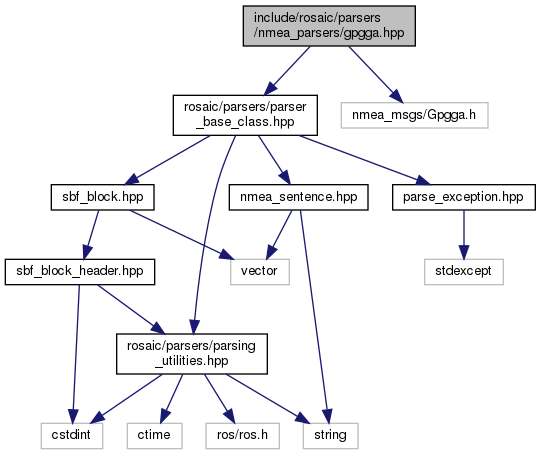 include/rosaic/parsers
/nmea_parsers/gpgga.hpp
rosaic/parsers/parser
_base_class.hpp
nmea_msgs/Gpgga.h
sbf_block.hpp
nmea_sentence.hpp
parse_exception.hpp
sbf_block_header.hpp
vector
stdexcept
rosaic/parsers/parsing
_utilities.hpp
cstdint
ctime
ros/ros.h
string